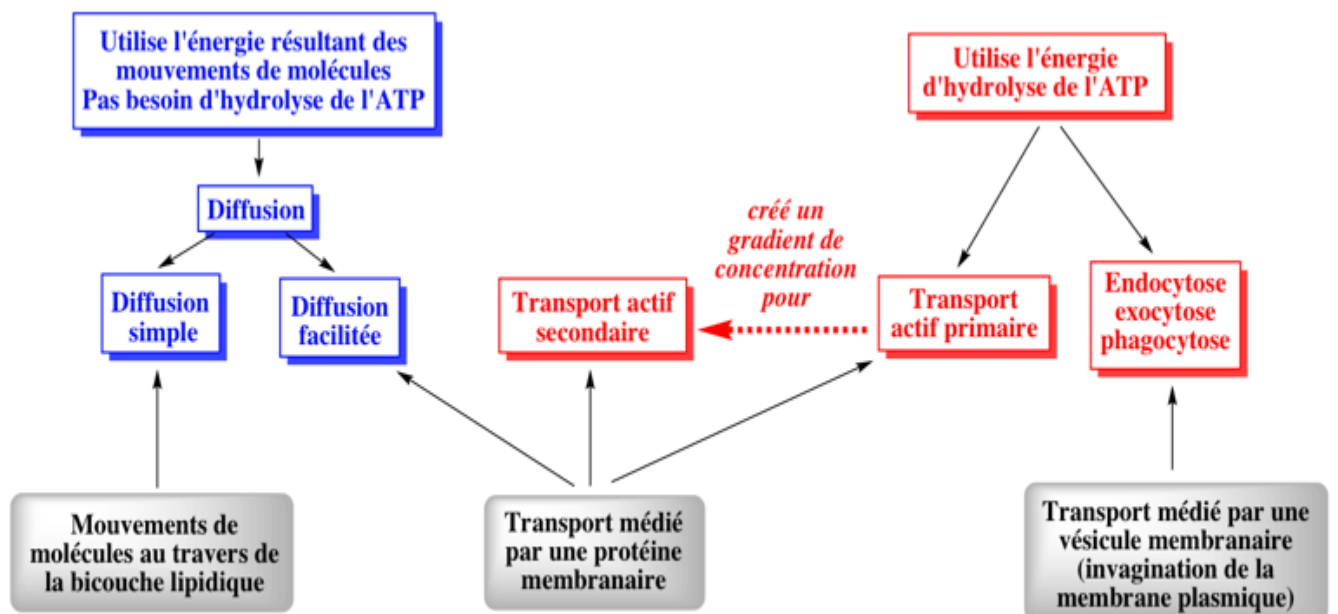 Utilise l'énergie résultant des
mouvements de molécules
Pas besoin d'hydrolyse de l'ATP
Utilise l'énergie
d'hydrolyse de l'ATP
Diffusion
créé un
gradient de
concentration
pour
Diffusion
simple
Diffusion
facilitée
Transport actif
secondaire
Transport
actif primaire
Endocytose
exocytose
phagocytose
Mouvements de
molécules au travers de
la bicouche lipidique
Transport médié
par une protéine
membranaire
Transport médié par une
vésicule membranaire
(invagination de la
membrane plasmique)